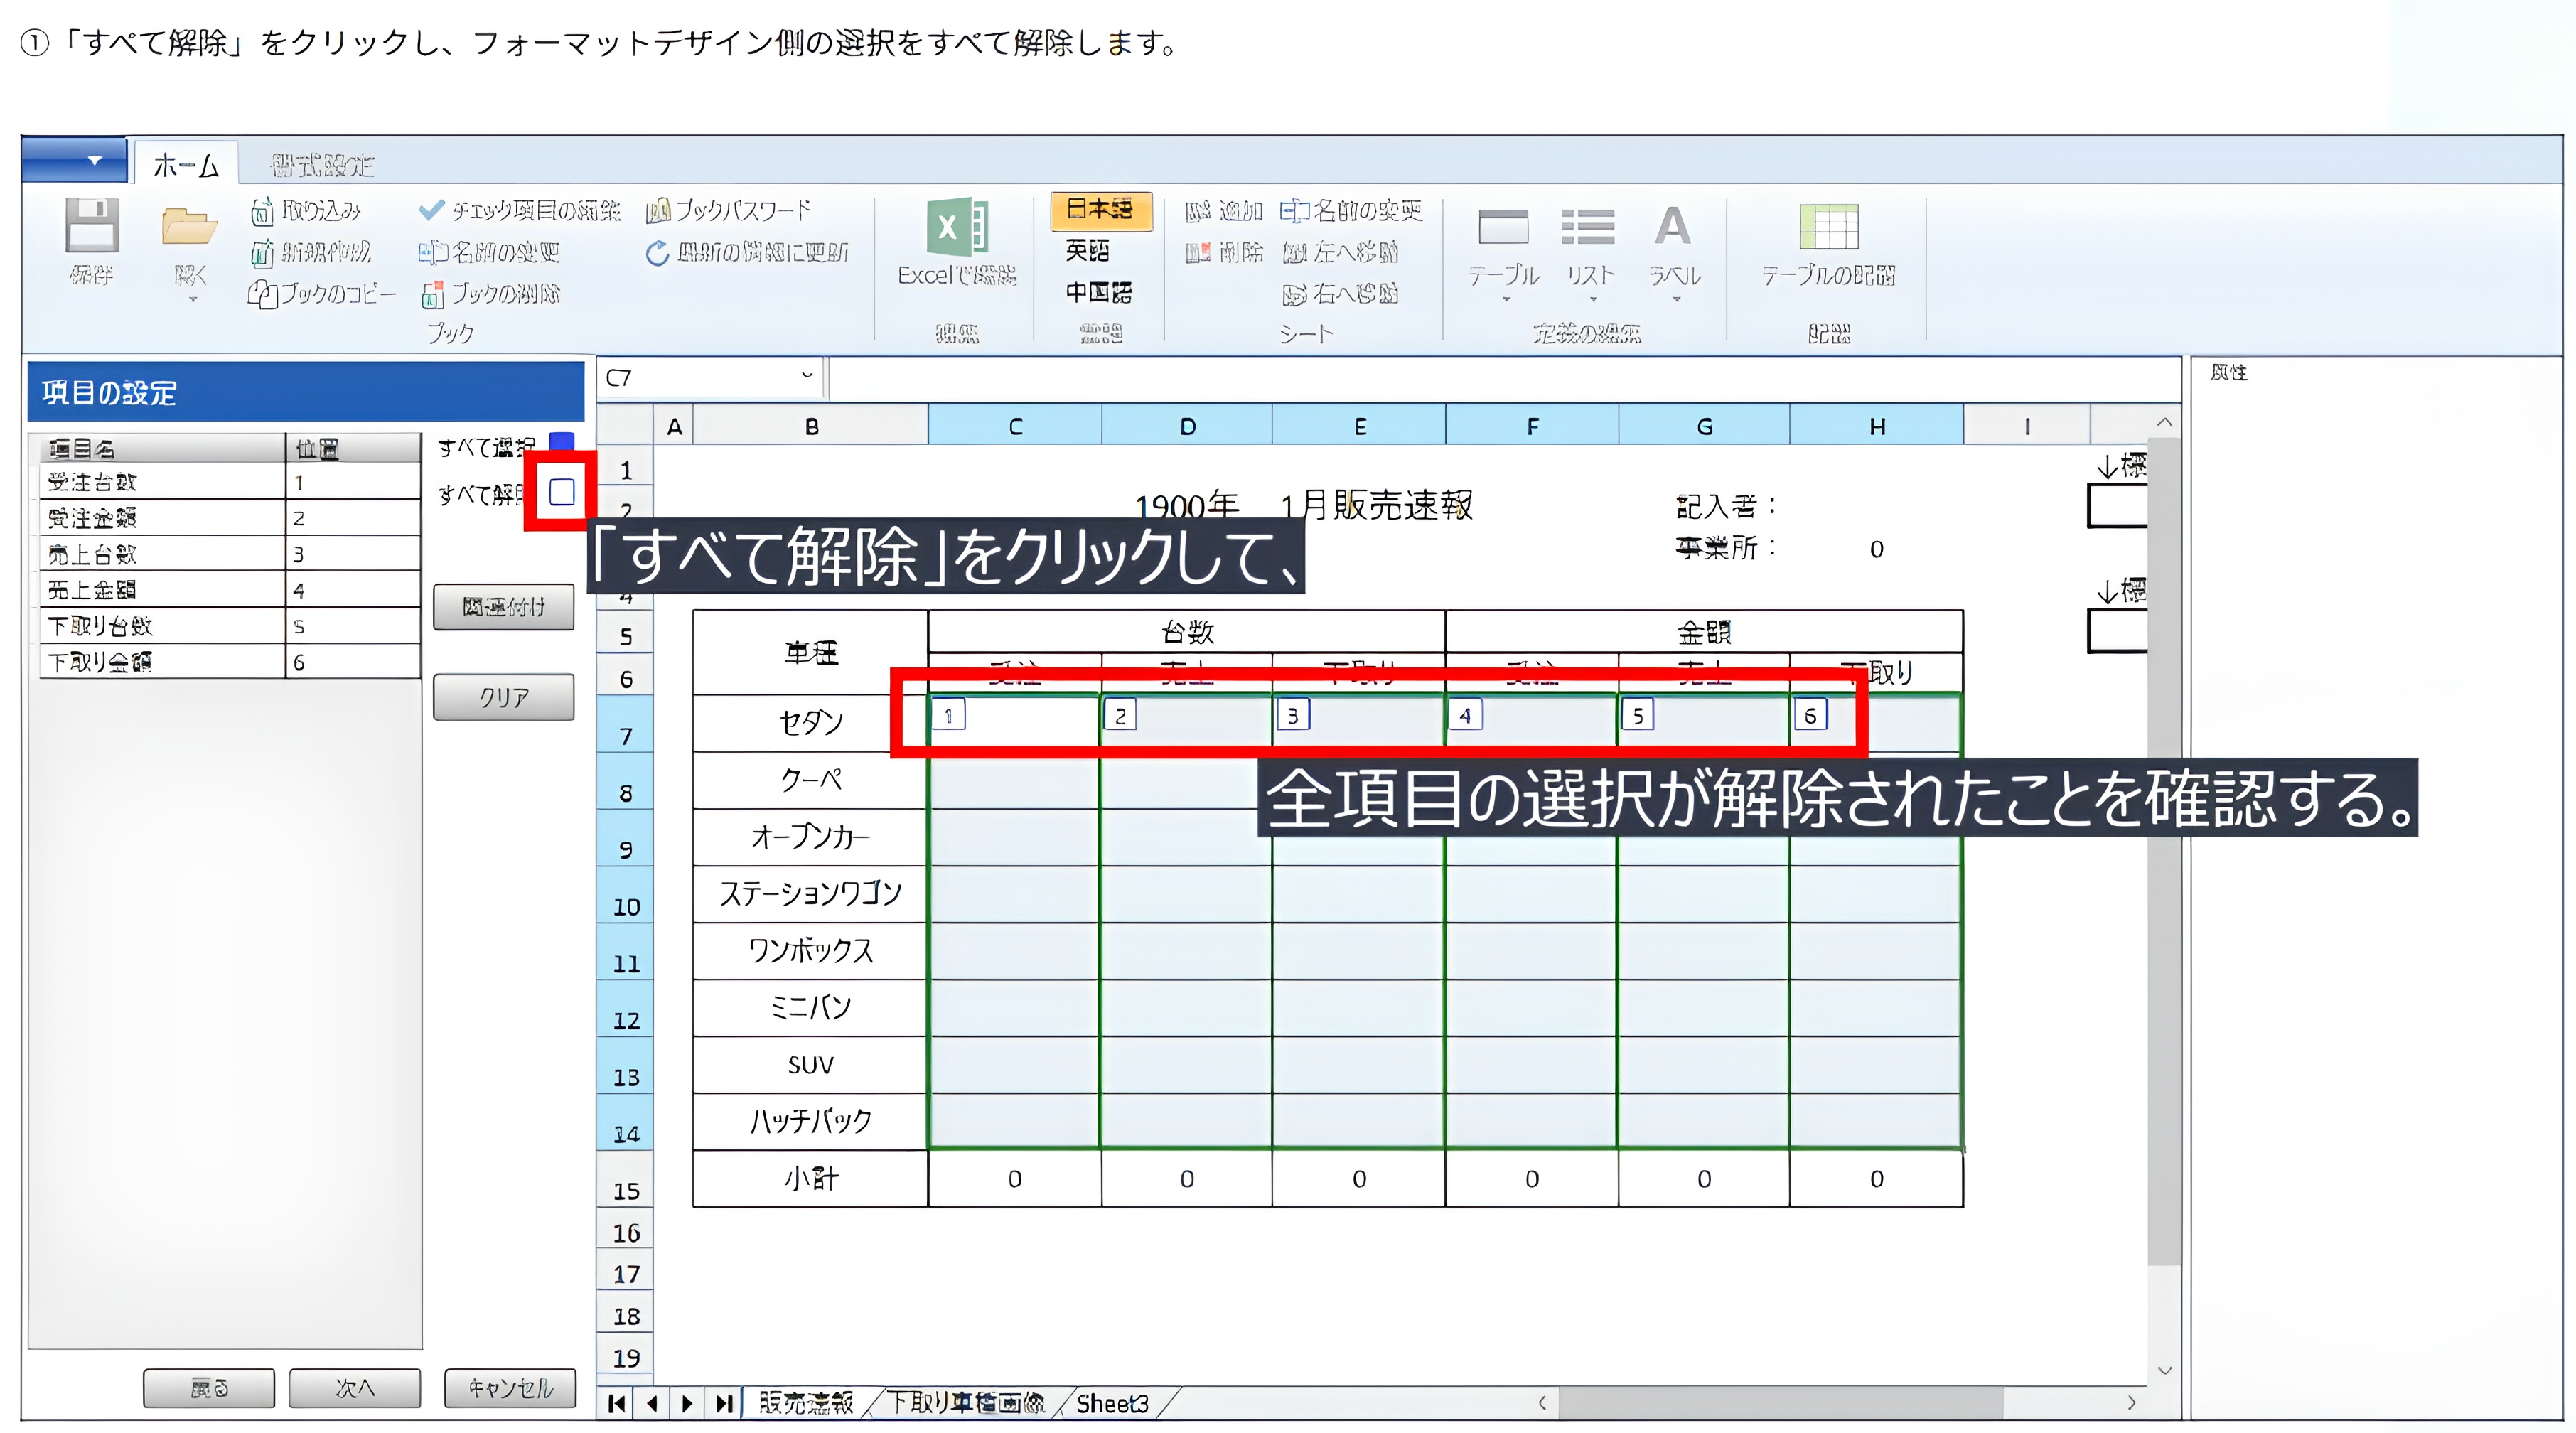 ①「すべて解除」をクリックし、フォーマットデザイン側の選択をすべて解除します。
ホーム 書式設定
取り込み チェック項目の編集 ブックパスワード 日本語 追加 名前の変更
新規作成 名前の変更 最新の情報に更新 英語 削除 左へ移動
保存 開く Excelで編集 テーブル リスト ラベル テーブルの配置
ブックのコピー ブックの削除 中国語 右へ移動
ブック 編集 言語 シート 定義の編集 配置
項目の設定 C7 属性
項目名 位置 すべて選択
受注台数 1 すべて解
受注金額 2
売上台数 3
売上金額 4 関連付け
下取り台数 5
下取り金額 6
クリア
A B C D E F G H I
1
2 1900年 1月販売速報 記入者：
事業所： 0
「すべて解除」をクリックして、
4
5 車種 台数 金額
6 受注 売上 下取り 受注 売上 下取り
7 セダン 1 2 3 4 5 6
8 クーペ
全項目の選択が解除されたことを確認する。
9 オープンカー
10 ステーションワゴン
11 ワンボックス
12 ミニバン
13 SUV
14 ハッチバック
15 小計 0 0 0 0 0 0
16
17
18
19
戻る 次へ キャンセル
販売速報 下取り車種画像 Sheet3